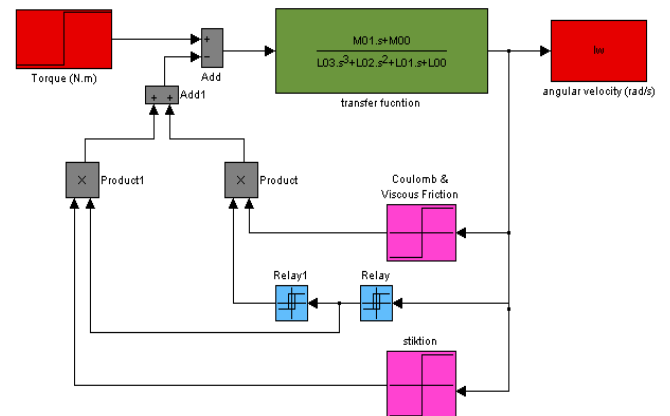 Torque (N.m)
+
−
Add
M01.s+M00
L03.s³+L02.s²+L01.s+L00
transfer fucntion
angular velocity (rad/s)
+ +
Add1
×
Product1
×
Product
Coulomb &
Viscous Friction
Relay1
Relay
stiktion